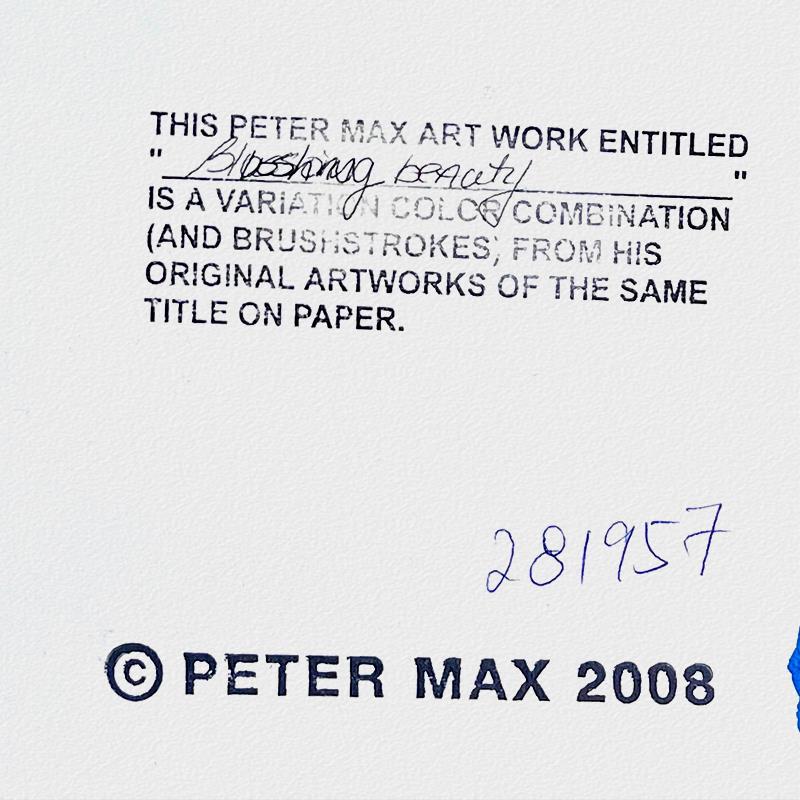 THIS PETER MAX ART WORK ENTITLED
" Blushing beauty "
IS A VARIATION COLOR COMBINATION
(AND BRUSHSTROKES, FROM HIS
ORIGINAL ARTWORKS OF THE SAME
TITLE ON PAPER.
281957
© PETER MAX 2008